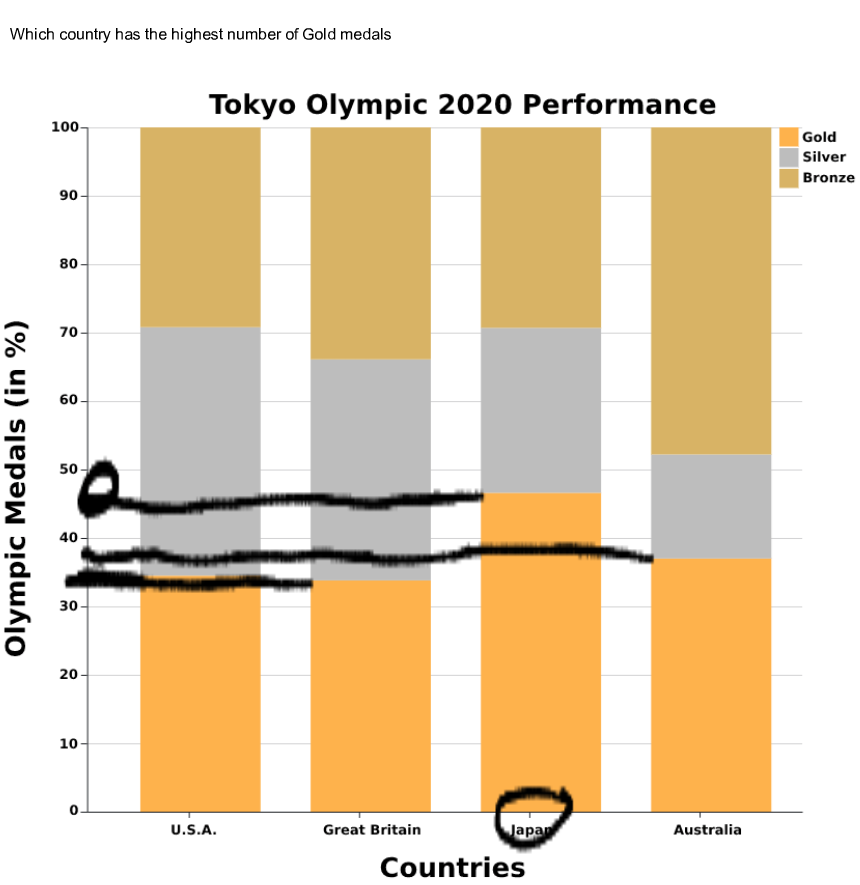 Which country has the highest number of Gold medals
Tokyo Olympic 2020 Performance
Gold
Silver
Bronze
100
90
80
70
60
50
40
30
20
10
0
Olympic Medals (in %)
U.S.A. Great Britain Japan Australia
Countries